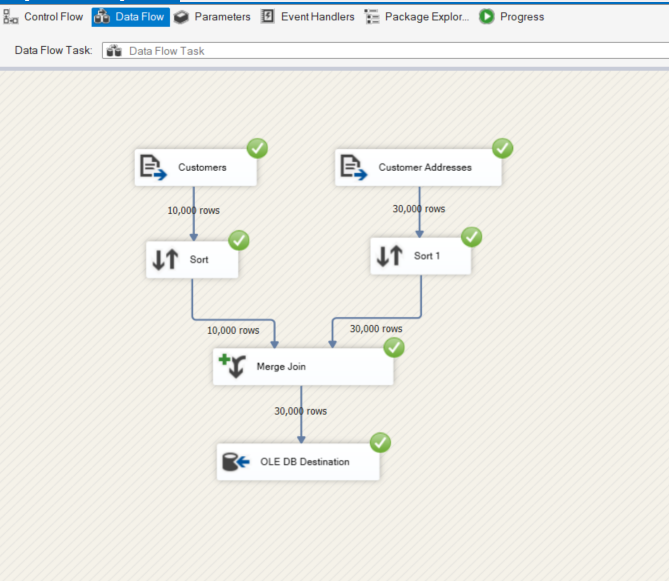 Control Flow Data Flow Parameters Event Handlers Package Explor... Progress
Data Flow Task: Data Flow Task
Customers Customer Addresses
10,000 rows 30,000 rows
Sort Sort 1
10,000 rows 30,000 rows
Merge Join
30,000 rows
OLE DB Destination